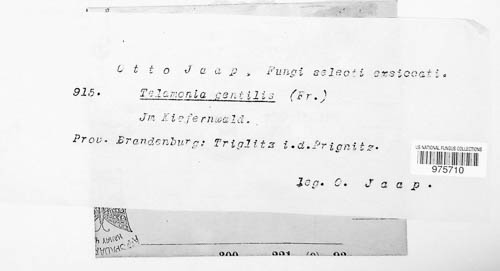 Otto Jaap, Fungi selecti exsiccati.
915. Telamonia gentilis (Fr.)
Jm Kiefernwald.
Prov. Brandenburg: Triglitz i.d.Prignitz.
US NATIONAL FUNGUS COLLECTIONS
975710
leg. O. Jaap.